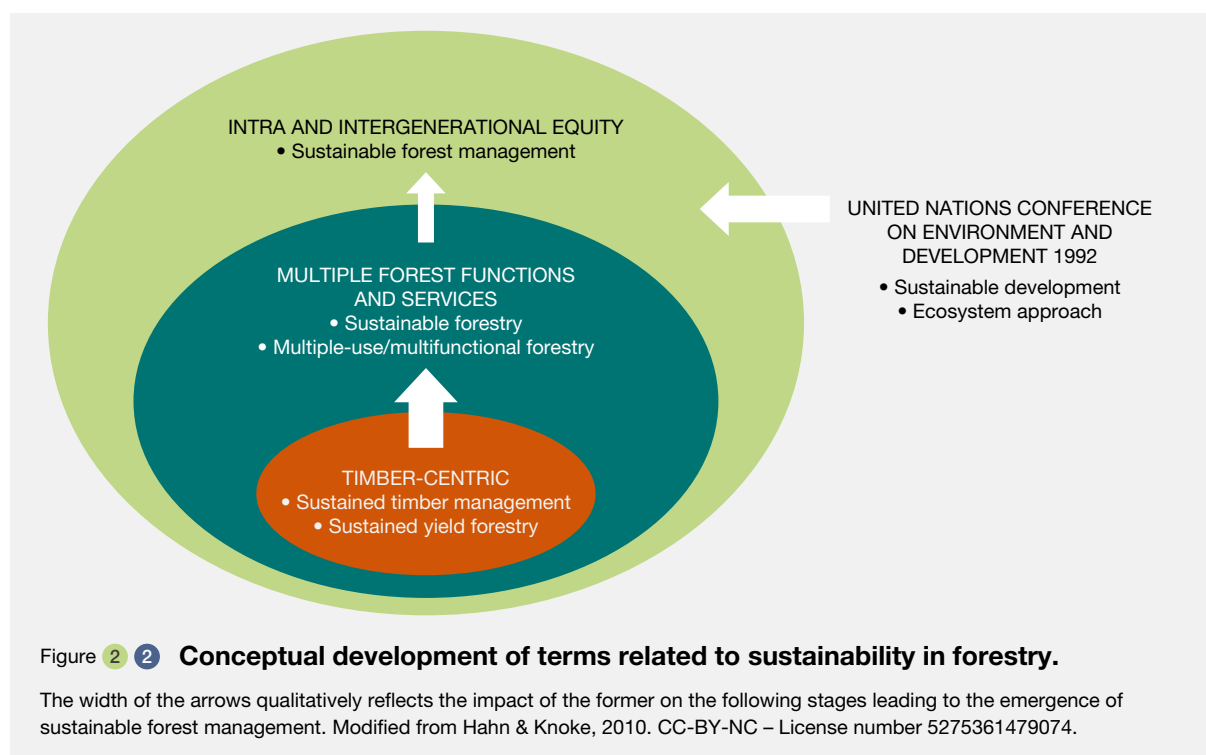 INTRA AND INTERGENERATIONAL EQUITY
• Sustainable forest management
MULTIPLE FOREST FUNCTIONS
AND SERVICES
• Sustainable forestry
• Multiple-use/multifunctional forestry
TIMBER-CENTRIC
• Sustained timber management
• Sustained yield forestry
UNITED NATIONS CONFERENCE
ON ENVIRONMENT AND
DEVELOPMENT 1992
• Sustainable development
• Ecosystem approach
Figure 2 2 Conceptual development of terms related to sustainability in forestry.
The width of the arrows qualitatively reflects the impact of the former on the following stages leading to the emergence of
sustainable forest management. Modified from Hahn & Knoke, 2010. CC-BY-NC – License number 5275361479074.